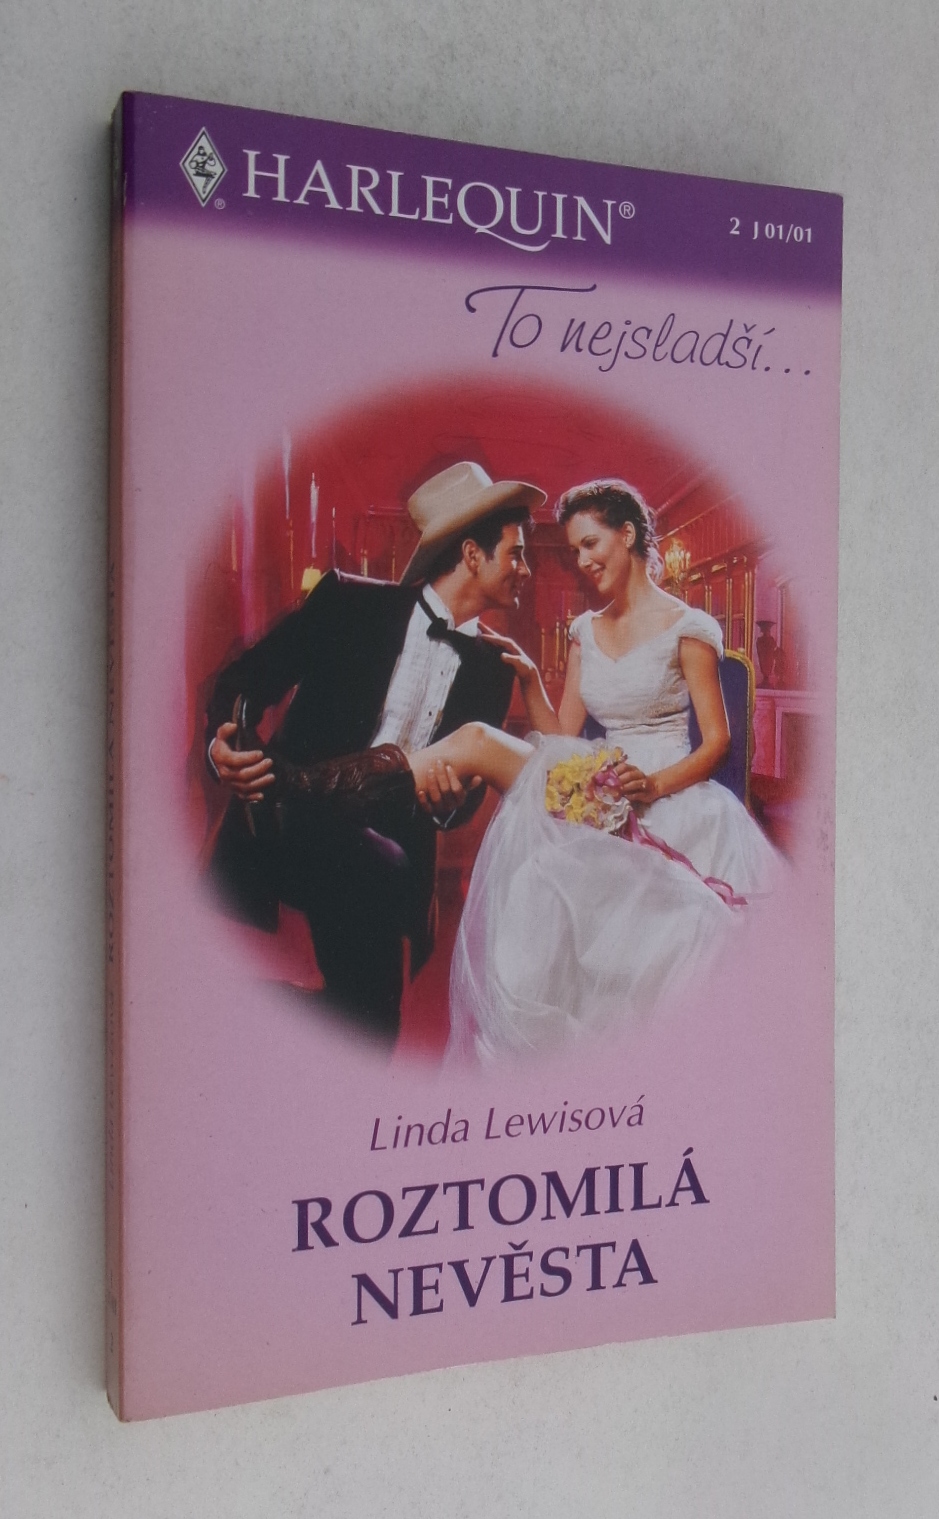 HARLEQUIN®
2 J 01/01
To nejsladší...
Linda Lewisová
ROZTOMILÁ
NEVĚSTA